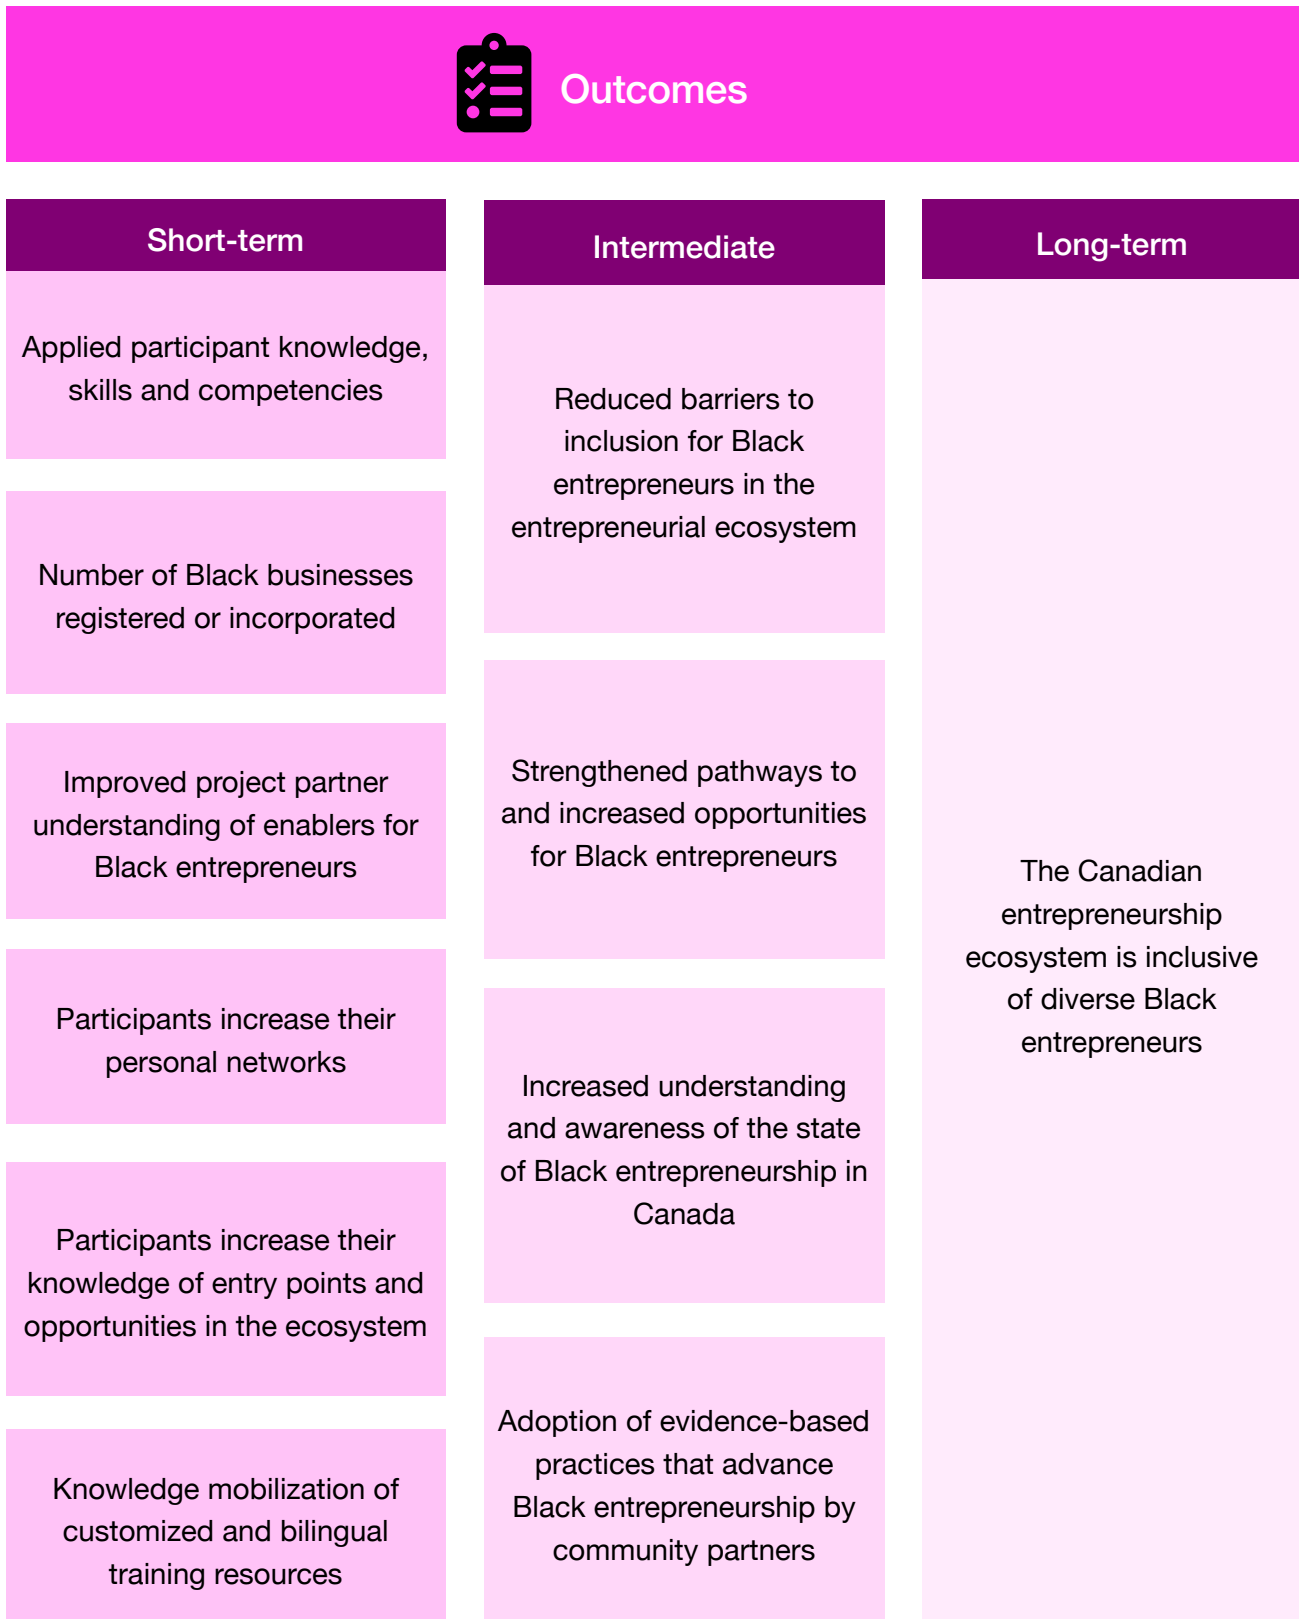 Outcomes
Short-term
Applied participant knowledge,
skills and competencies
Number of Black businesses
registered or incorporated
Improved project partner
understanding of enablers for
Black entrepreneurs
Participants increase their
personal networks
Participants increase their
knowledge of entry points and
opportunities in the ecosystem
Knowledge mobilization of
customized and bilingual
training resources
Intermediate
Reduced barriers to
inclusion for Black
entrepreneurs in the
entrepreneurial ecosystem
Strengthened pathways to
and increased opportunities
for Black entrepreneurs
Increased understanding
and awareness of the state
of Black entrepreneurship in
Canada
Adoption of evidence-based
practices that advance
Black entrepreneurship by
community partners
Long-term
The Canadian
entrepreneurship
ecosystem is inclusive
of diverse Black
entrepreneurs